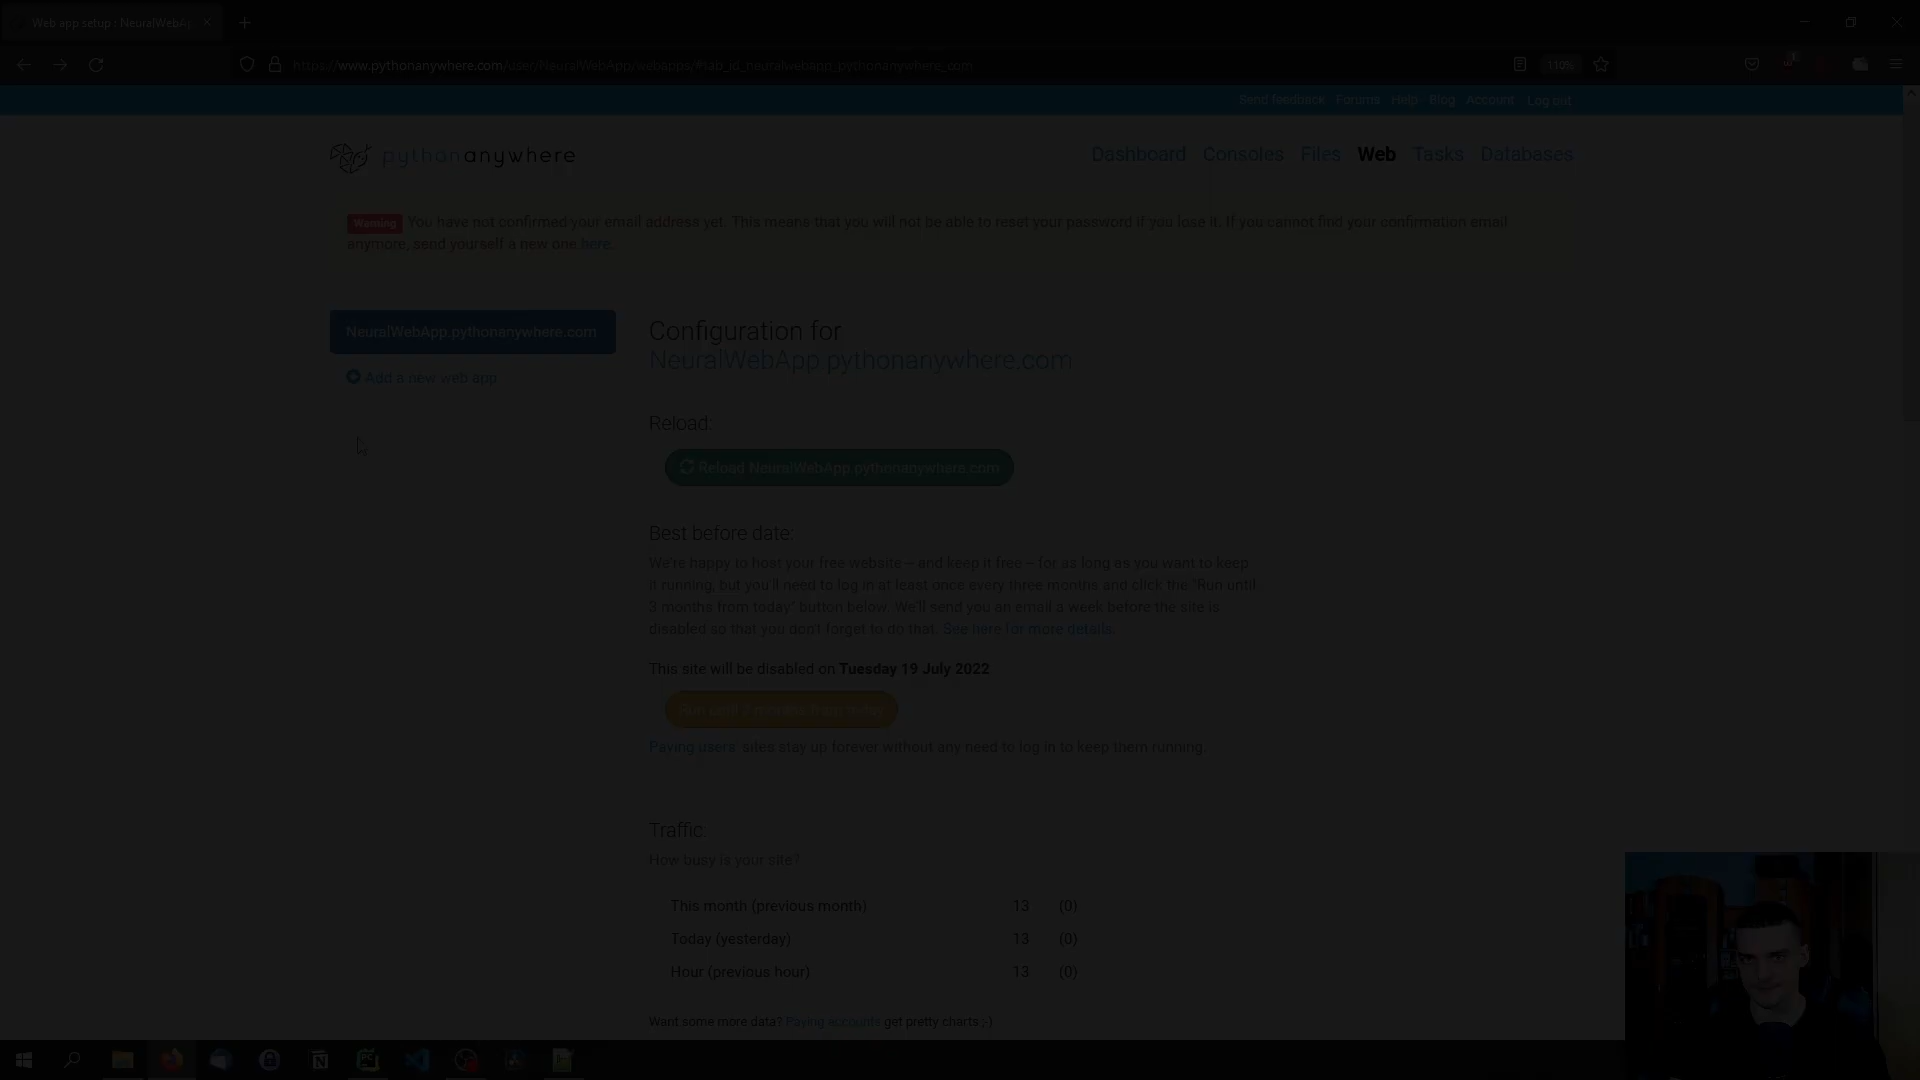 Web app setup : NeuralWebA
https://www.pythonanywhere.com/user/NeuralWebApp/webapps/#tab_id_neuralwebapp_pythonanywhere_com
110%
Send feedback Forums Help Blog Account Log out
pythonanywhere
Dashboard Consoles Files Web Tasks Databases
Warning You have not confirmed your email address yet. This means that you will not be able to reset your password if you lose it. If you cannot find your confirmation email
anymore, send yourself a new one here.
NeuralWebApp.pythonanywhere.com
Add a new web app
Configuration for
NeuralWebApp.pythonanywhere.com
Reload:
Reload NeuralWebApp.pythonanywhere.com
Best before date:
We're happy to host your free website – and keep it free – for as long as you want to keep
it running, but you'll need to log in at least once every three months and click the "Run until
3 months from today" button below. We'll send you an email a week before the site is
disabled so that you don't forget to do that. See here for more details.
This site will be disabled on Tuesday 19 July 2022
Run until 3 months from today
Paying users' sites stay up forever without any need to log in to keep them running.
Traffic:
How busy is your site?
This month (previous month) 13 (0)
Today (yesterday) 13 (0)
Hour (previous hour) 13 (0)
Want some more data? Paying accounts get pretty charts ;-)